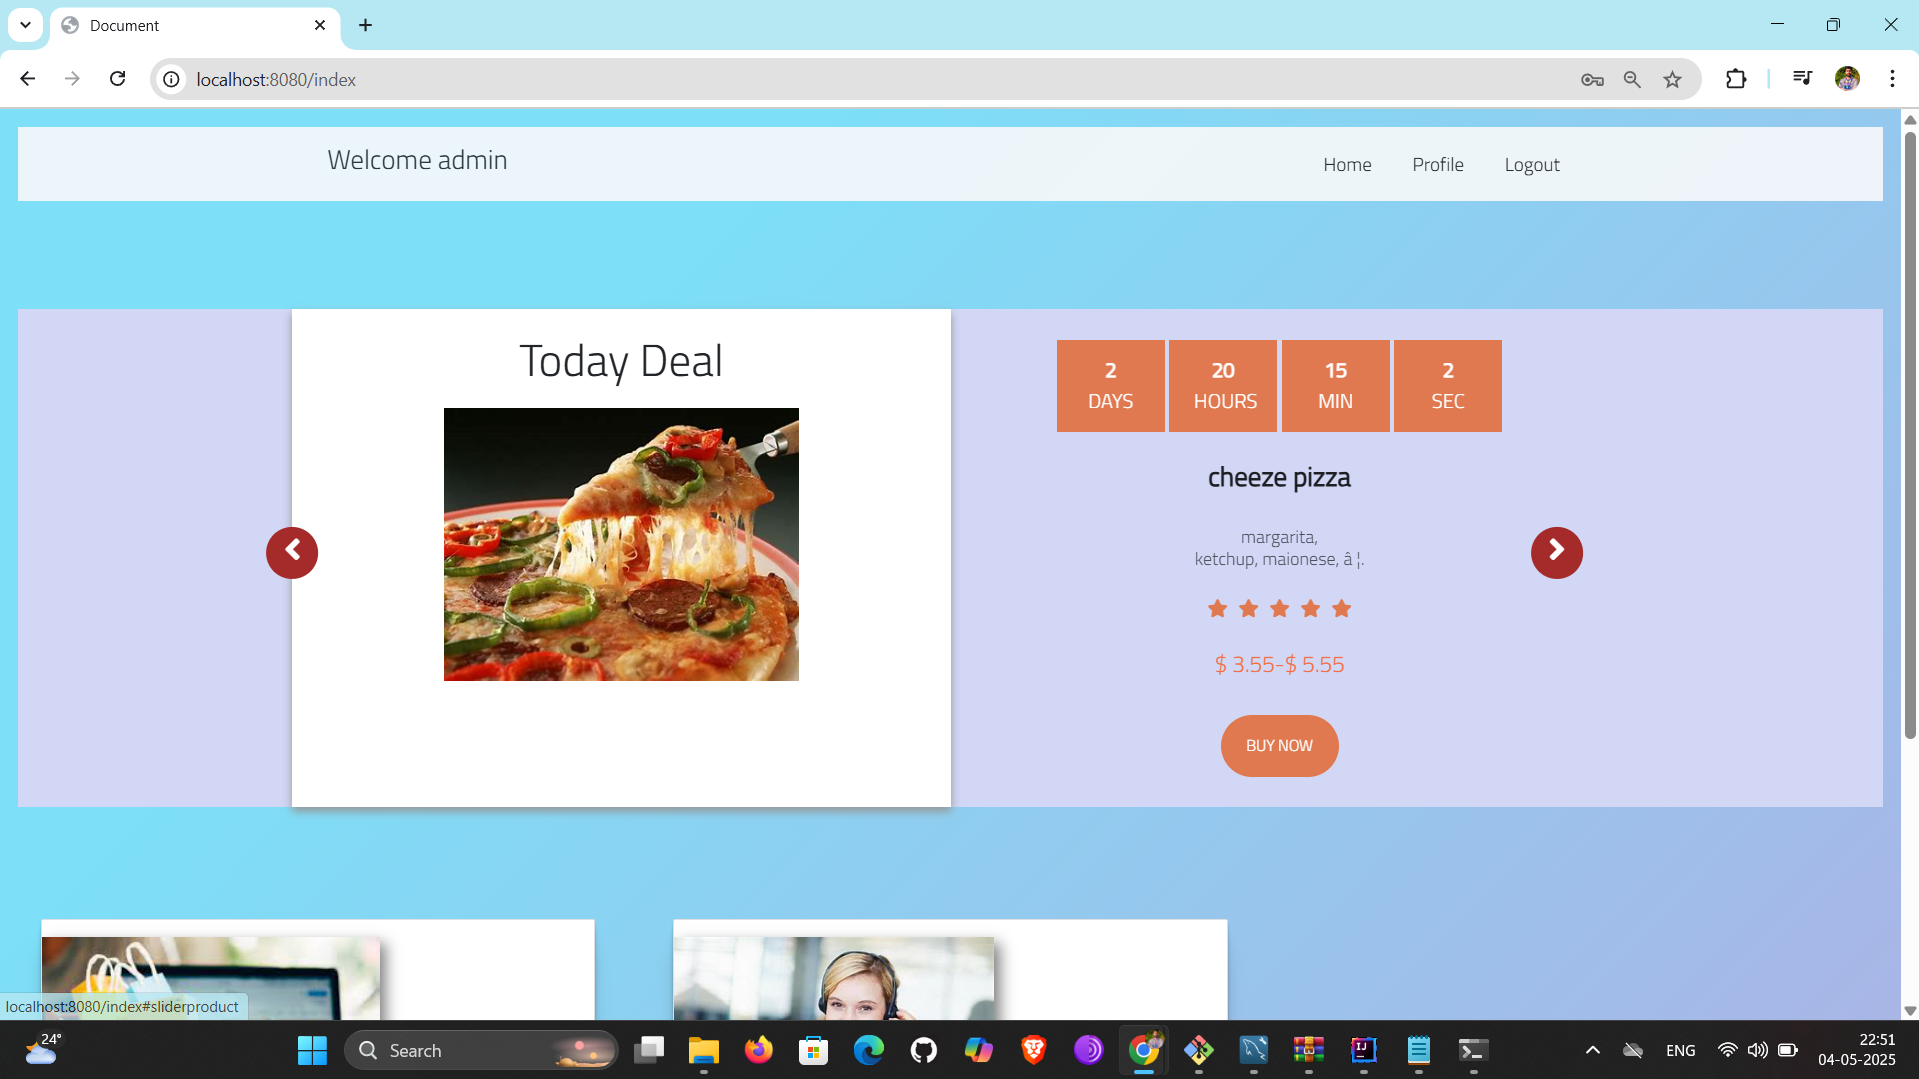 Document
localhost:8080/index
Welcome admin
Home Profile Logout
Today Deal
2 20 15 2
DAYS HOURS MIN SEC
cheeze pizza
margarita,
ketchup, maionese, â¦.
$ 3.55-$ 5.55
BUY NOW
localhost:8080/index#sliderproduct
24°
Search
ENG
22:51
04-05-2025